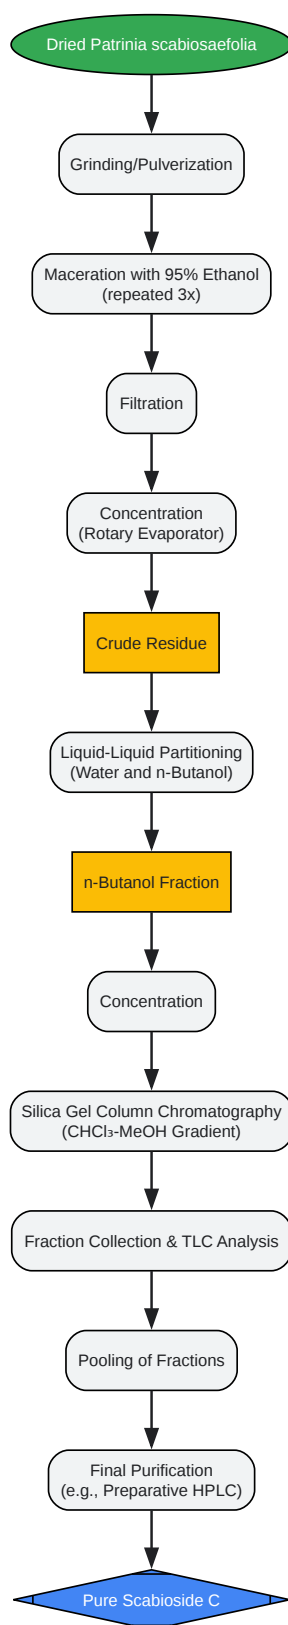 Dried Patrinia scabiosaefolia
Grinding/Pulverization
Maceration with 95% Ethanol
(repeated 3x)
Filtration
Concentration
(Rotary Evaporator)
Crude Residue
Liquid-Liquid Partitioning
(Water and n-Butanol)
n-Butanol Fraction
Concentration
Silica Gel Column Chromatography
(CHCl₃-MeOH Gradient)
Fraction Collection & TLC Analysis
Pooling of Fractions
Final Purification
(e.g., Preparative HPLC)
Pure Scabioside C